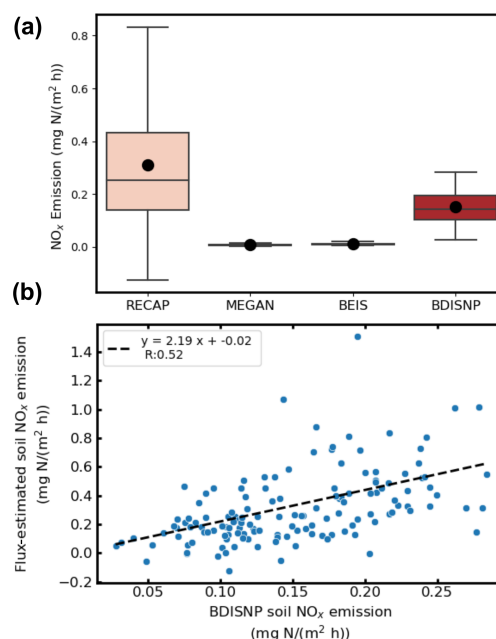 (a)
NOₓ Emission (mg N/(m² h)
0.8
0.6
0.4
0.2
0.0
RECAP MEGAN BEIS BDISNP
(b)
Flux-estimated soil NOₓ emission
(mg N/(m² h))
y = 2.19 x + -0.02
R:0.52
1.4
1.2
1.0
0.8
0.6
0.4
0.2
0.0
−0.2
0.05 0.10 0.15 0.20 0.25
BDISNP soil NOₓ emission
(mg N/(m² h))